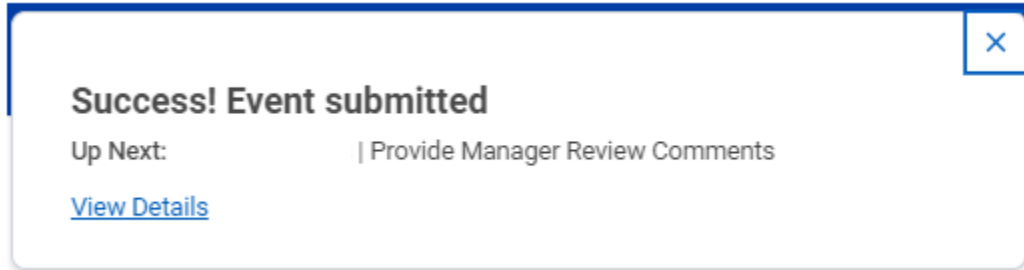 Success! Event submitted
Up Next: | Provide Manager Review Comments
View Details